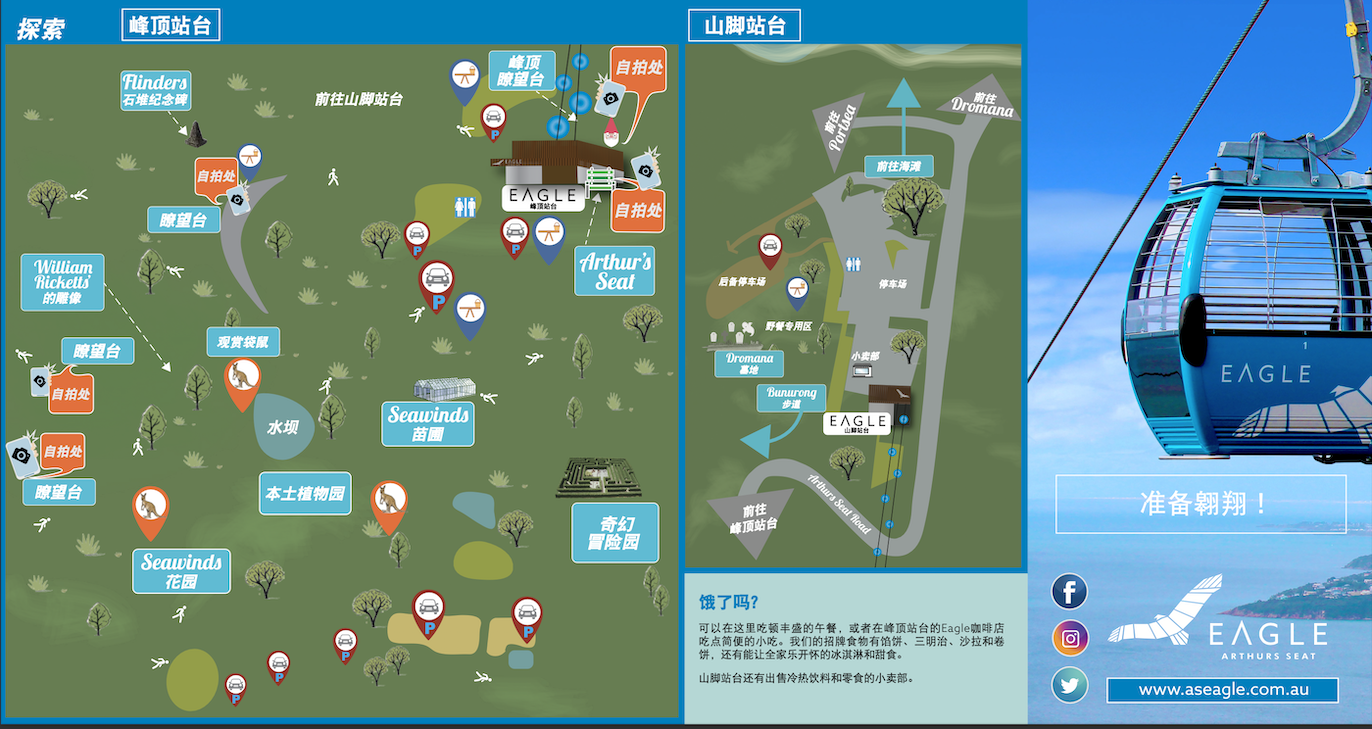 探索
峰顶站台
Flinders
石堆纪念碑
前往山脚站台
峰顶
瞭望台
自拍处
P
自拍处
瞭望台
EAGLE
峰顶站台
自拍处
P
P
Arthur's
Seat
William
Ricketts'
的雕像
P
瞭望台
自拍处
观赏袋鼠
水坝
Seawinds
苗圃
自拍处
瞭望台
本土植物园
奇幻
冒险园
Seawinds
花园
P
P
P
P
P
山脚站台
前往
Portsea
前往
Dromana
前往海滩
后备停车场
停车场
野餐专用区
Dromana
墓地
小卖部
Bunurong
步道
EAGLE
山脚站台
前往
峰顶站台
Arthurs Seat Road
饿了吗？
可以在这里吃顿丰盛的午餐，或者在峰顶站台的Eagle咖啡店
吃点简便的小吃。我们的招牌食物有馅饼、三明治、沙拉和卷
饼，还有能让全家乐开怀的冰淇淋和甜食。
山脚站台还有出售冷热饮料和零食的小卖部。
1
EAGLE
准备翱翔！
EAGLE
ARTHURS SEAT
www.aseagle.com.au